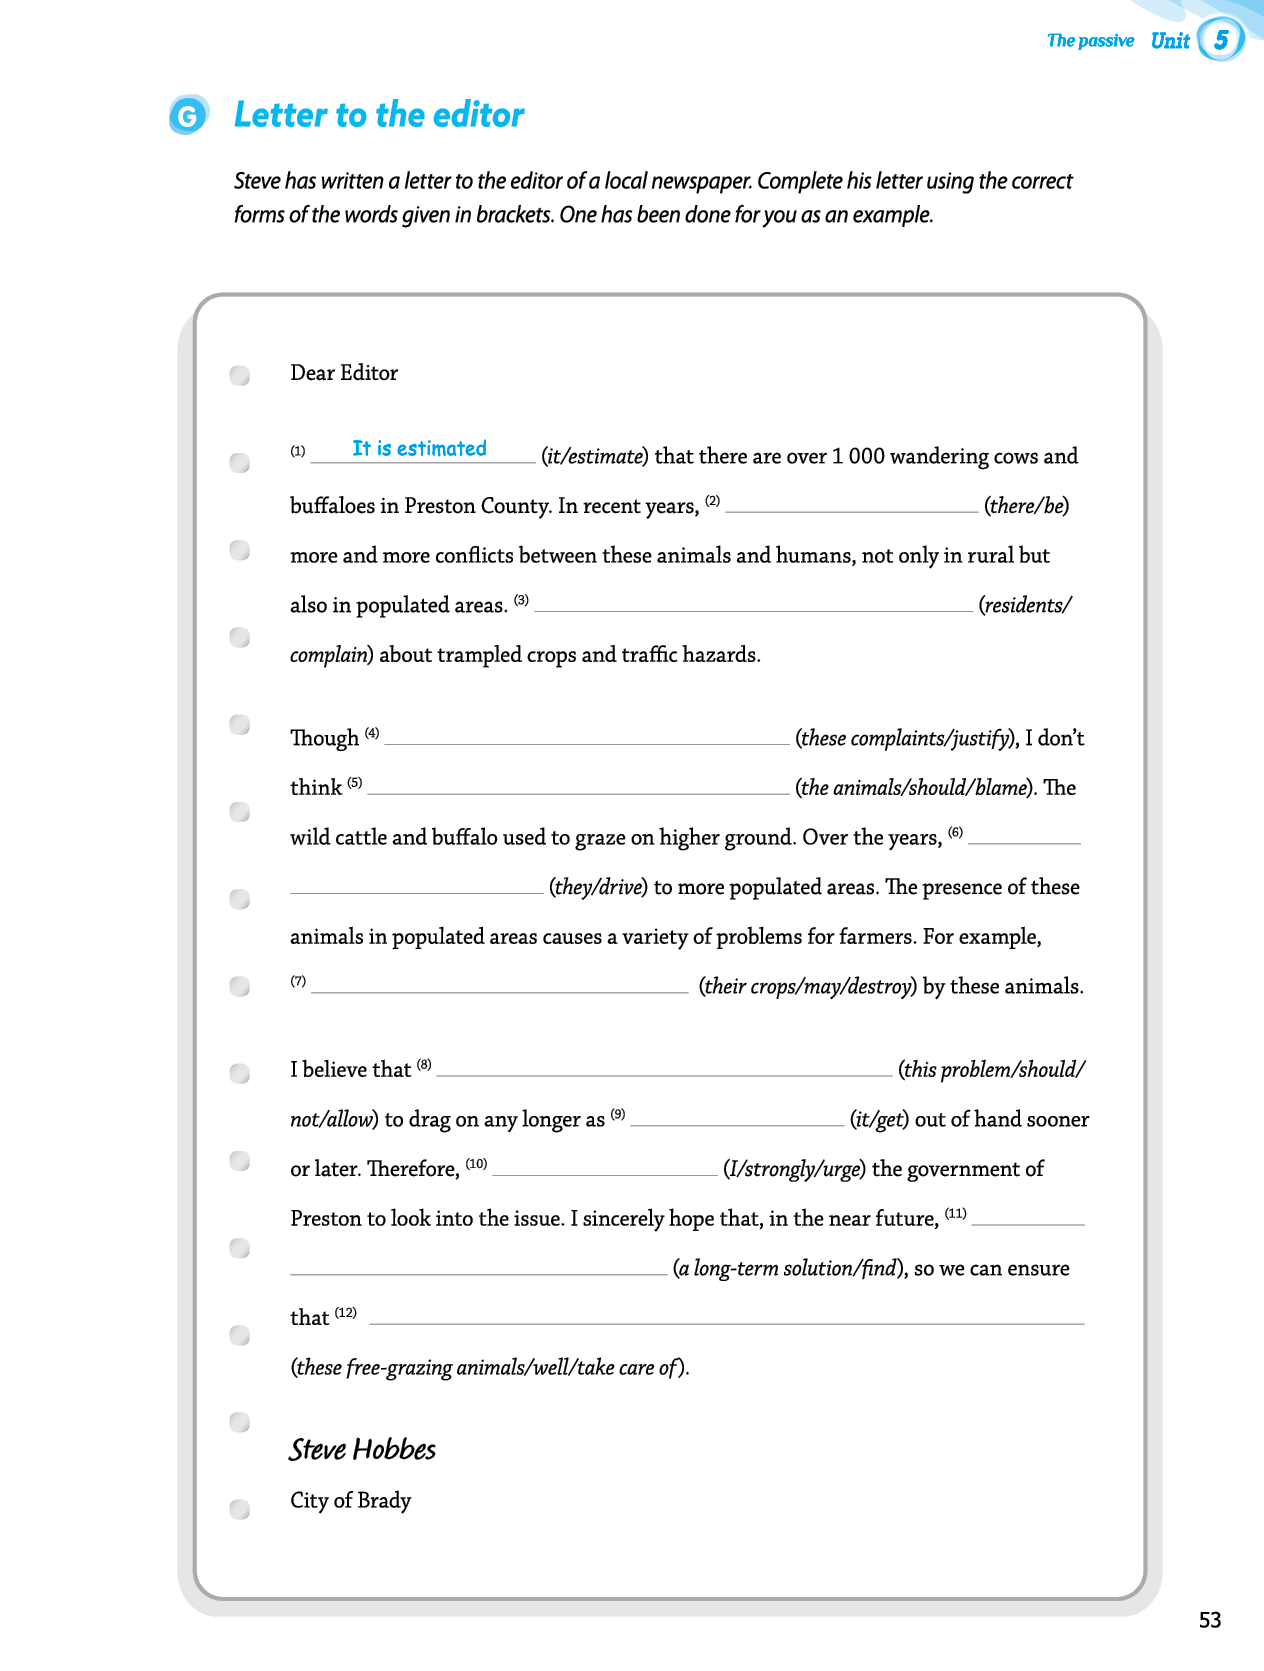 The passive Unit 5
G Letter to the editor
Steve has written a letter to the editor of a local newspaper. Complete his letter using the correct
forms of the words given in brackets. One has been done for you as an example.
Dear Editor
(1) It is estimated (it/estimate) that there are over 1 000 wandering cows and
buffaloes in Preston County. In recent years, (2) (there/be)
more and more conflicts between these animals and humans, not only in rural but
also in populated areas. (3) (residents/
complain) about trampled crops and traffic hazards.
Though (4) (these complaints/justify), I don't
think (5) (the animals/should/blame). The
wild cattle and buffalo used to graze on higher ground. Over the years, (6)
(they/drive) to more populated areas. The presence of these
animals in populated areas causes a variety of problems for farmers. For example,
(7) (their crops/may/destroy) by these animals.
I believe that (8) (this problem/should/
not/allow) to drag on any longer as (9) (it/get) out of hand sooner
or later. Therefore, (10) (I/strongly/urge) the government of
Preston to look into the issue. I sincerely hope that, in the near future, (11)
(a long-term solution/find), so we can ensure
that (12)
(these free-grazing animals/well/take care of).
Steve Hobbes
City of Brady
53